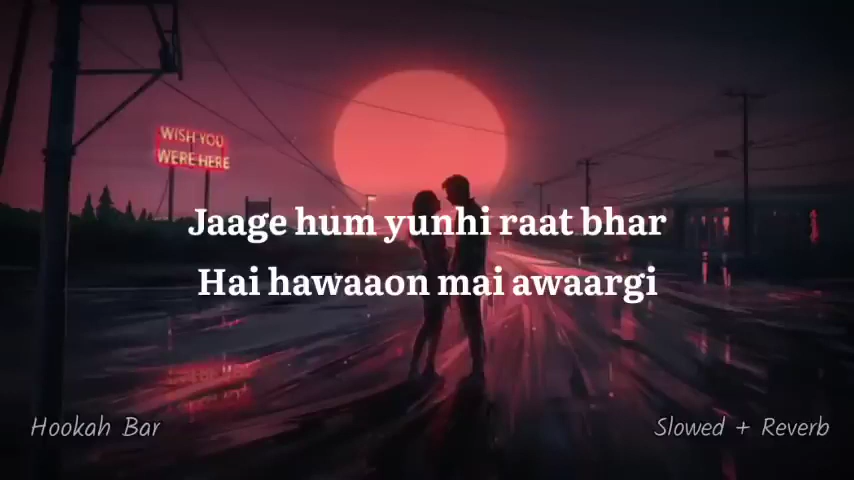 WISH YOU
WERE HERE
Jaage hum yunhi raat bhar
Hai hawaaon mai awaargi
Hookah Bar
Slowed + Reverb